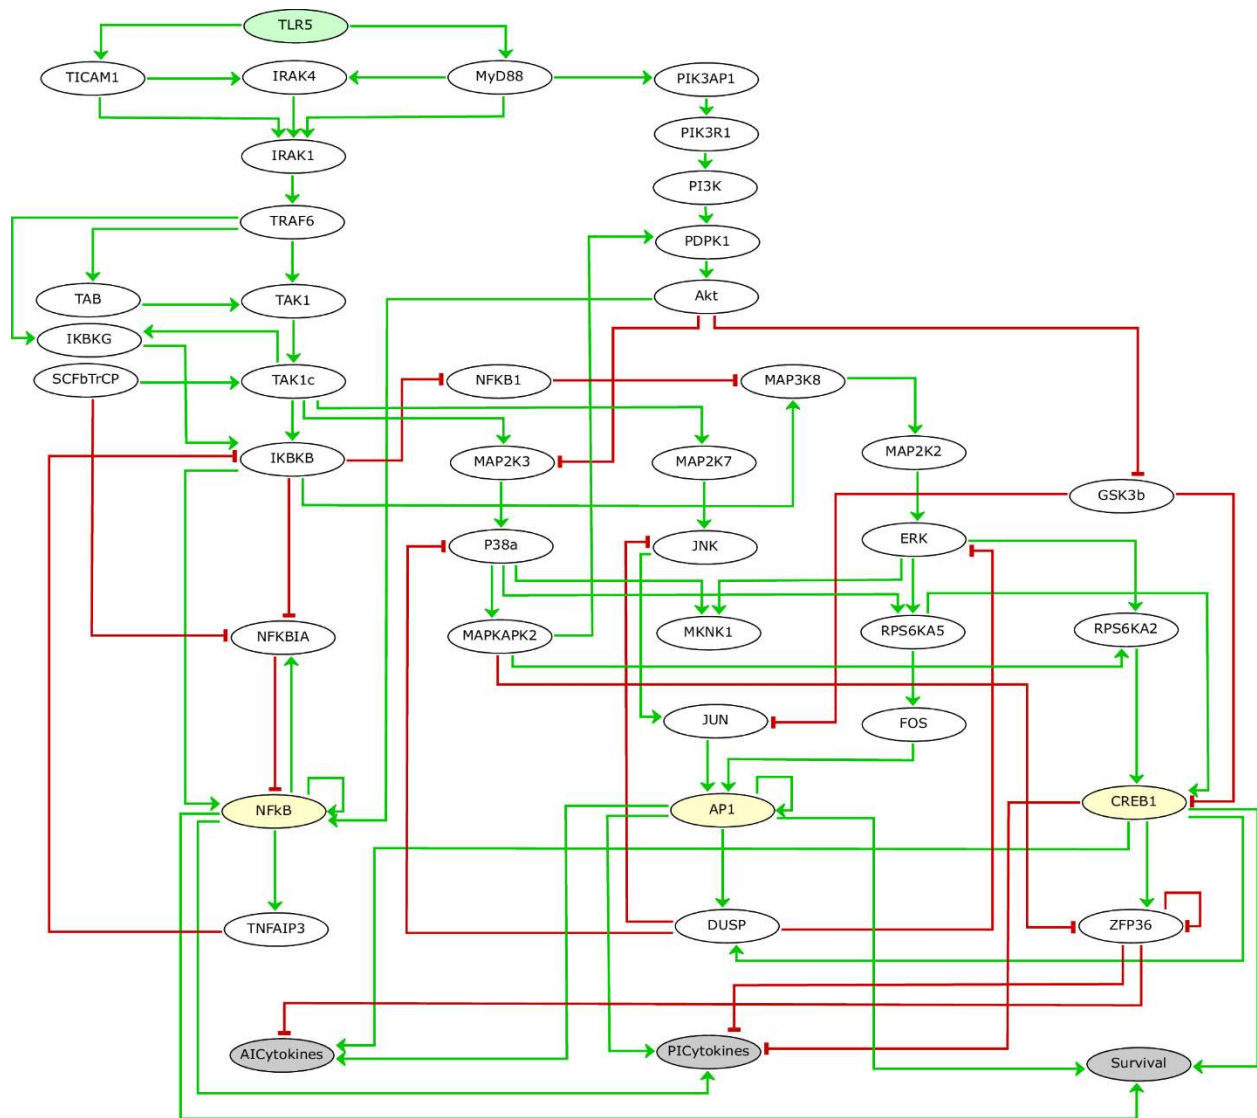 TLR5
TICAM1
IRAK4
MyD88
PIK3AP1
PIK3R1
IRAK1
PI3K
TRAF6
PDPK1
TAB
TAK1
Akt
IKBKG
SCFbTrCP
TAK1c
NFKB1
MAP3K8
IKBKB
MAP2K3
MAP2K7
MAP2K2
GSK3b
P38a
JNK
ERK
NFKBIA
MAPKAPK2
MKNK1
RPS6KA5
RPS6KA2
JUN
FOS
NFkB
AP1
CREB1
TNFAIP3
DUSP
ZFP36
AICytokines
PICytokines
Survival